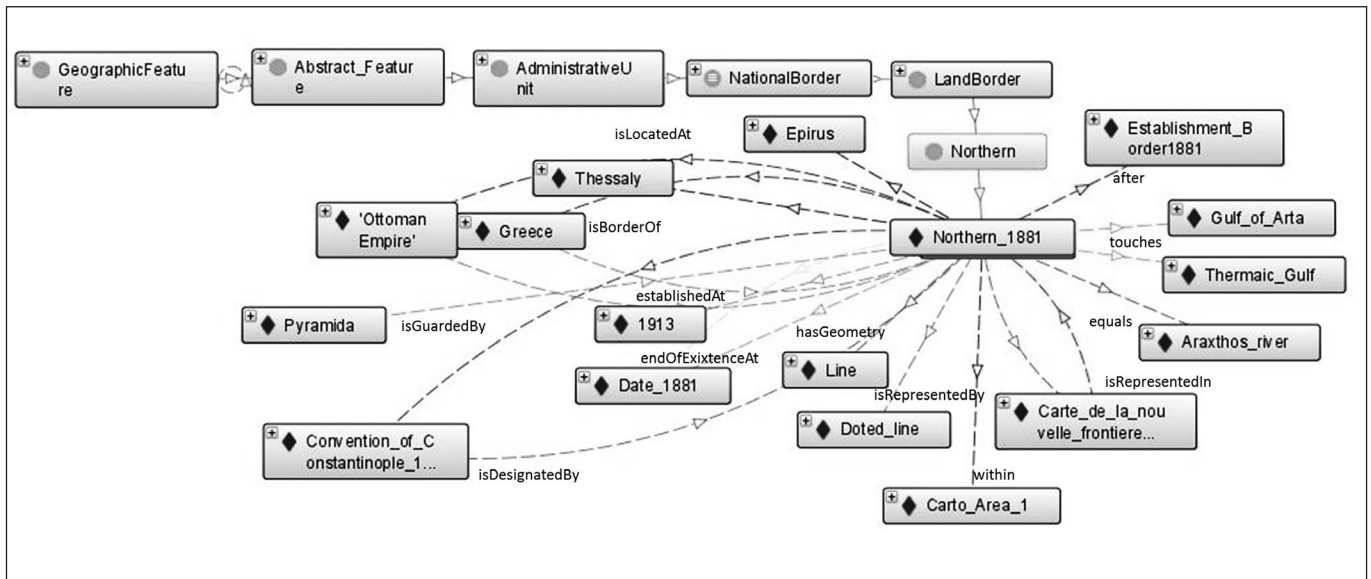 GeographicFeatu
re
Abstract_Featur
e
AdministrativeU
nit
NationalBorder
LandBorder
Northern
isLocatedAt
Epirus
Establishment_B
order1881
after
Thessaly
'Ottoman
Empire'
Greece
isBorderOf
Northern_1881
Gulf_of_Arta
touches
Thermaic_Gulf
establishedAt
Pyramida
isGuardedBy
1913
hasGeometry
equals
Araxthos_river
endOfExixtenceAt
Date_1881
Line
isRepresentedBy
isRepresentedIn
Doted_line
Carte_de_la_nou
velle_frontiere...
Convention_of_C
onstantinople_1...
isDesignatedBy
within
Carto_Area_1